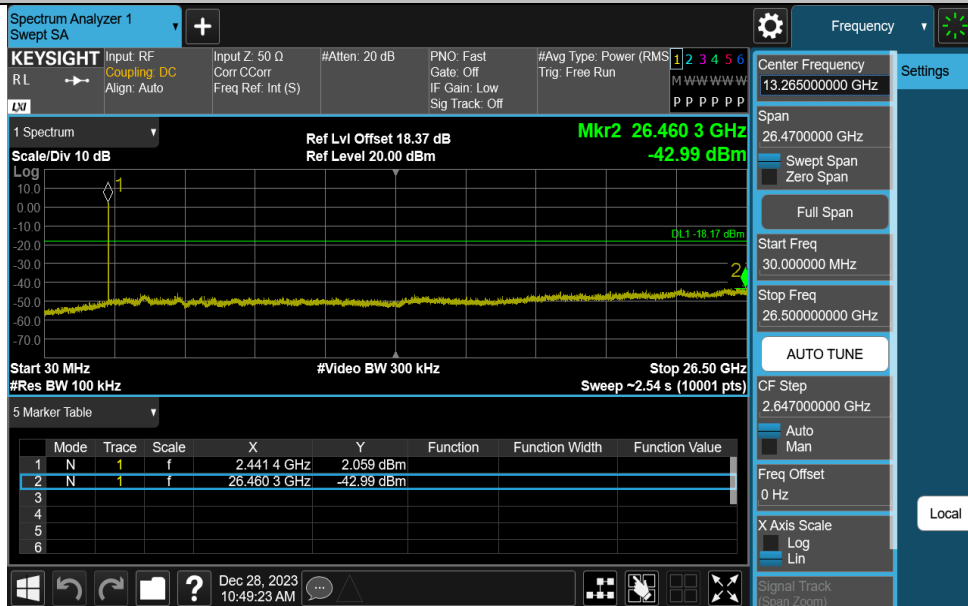 Spectrum Analyzer 1
Swept SA
+
Frequency
KEYSIGHT
RL
LXI
Input: RF
Coupling: DC
Align: Auto
Input Z: 50 Ω
Corr CCorr
Freq Ref: Int (S)
#Atten: 20 dB
PNO: Fast
Gate: Off
IF Gain: Low
Sig Track: Off
#Avg Type: Power (RMS
Trig: Free Run
1 2 3 4 5 6
M W W W W W
P P P P P P
1 Spectrum
Scale/Div 10 dB
Log
Ref Lvl Offset 18.37 dB
Ref Level 20.00 dBm
Mkr2 26.460 3 GHz
-42.99 dBm
10.0
0.00
-10.0
-20.0
-30.0
-40.0
-50.0
-60.0
-70.0
1
DL1 -18.17 dBm
2
Start 30 MHz
#Res BW 100 kHz
#Video BW 300 kHz
Stop 26.50 GHz
Sweep ~2.54 s (10001 pts)
5 Marker Table
Mode Trace Scale X Y Function Function Width Function Value
1 N 1 f 2.441 4 GHz 2.059 dBm
2 N 1 f 26.460 3 GHz -42.99 dBm
3
4
5
6
?
Dec 28, 2023
10:49:23 AM
Center Frequency
13.265000000 GHz
Settings
Span
26.4700000 GHz
Swept Span
Zero Span
Full Span
Start Freq
30.000000 MHz
Stop Freq
26.500000000 GHz
AUTO TUNE
CF Step
2.647000000 GHz
Auto
Man
Freq Offset
0 Hz
Local
X Axis Scale
Log
Lin
Signal Track
(Span Zoom)